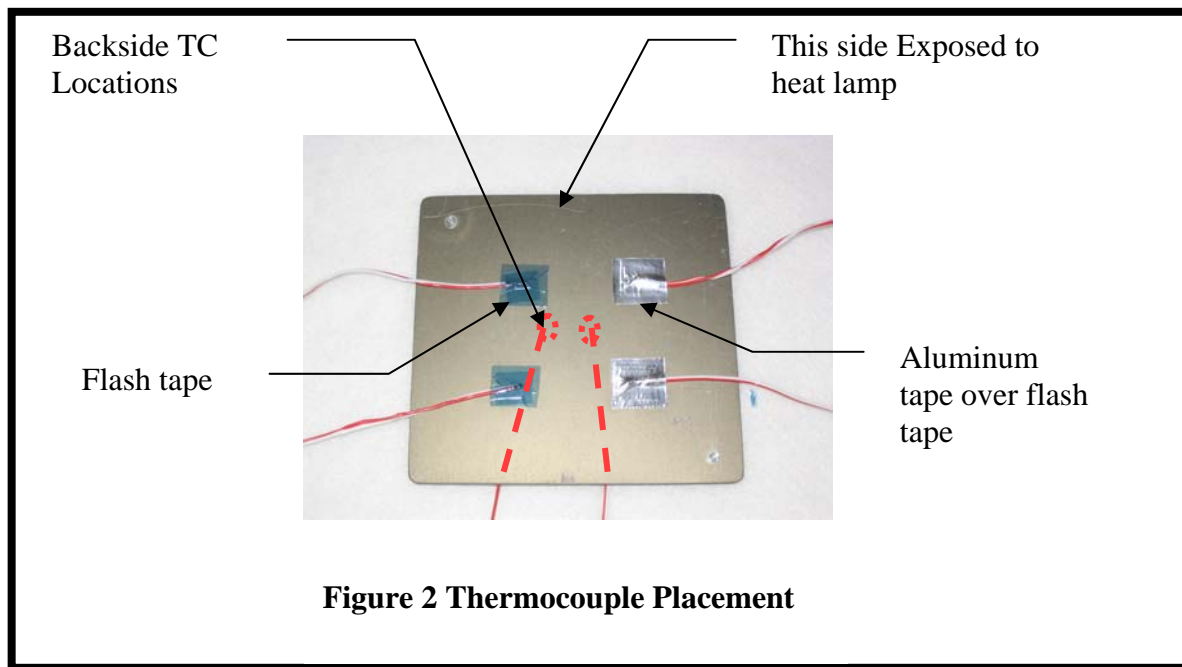 Backside TC
Locations
This side Exposed to
heat lamp
Flash tape
Aluminum
tape over flash
tape
Figure 2 Thermocouple Placement